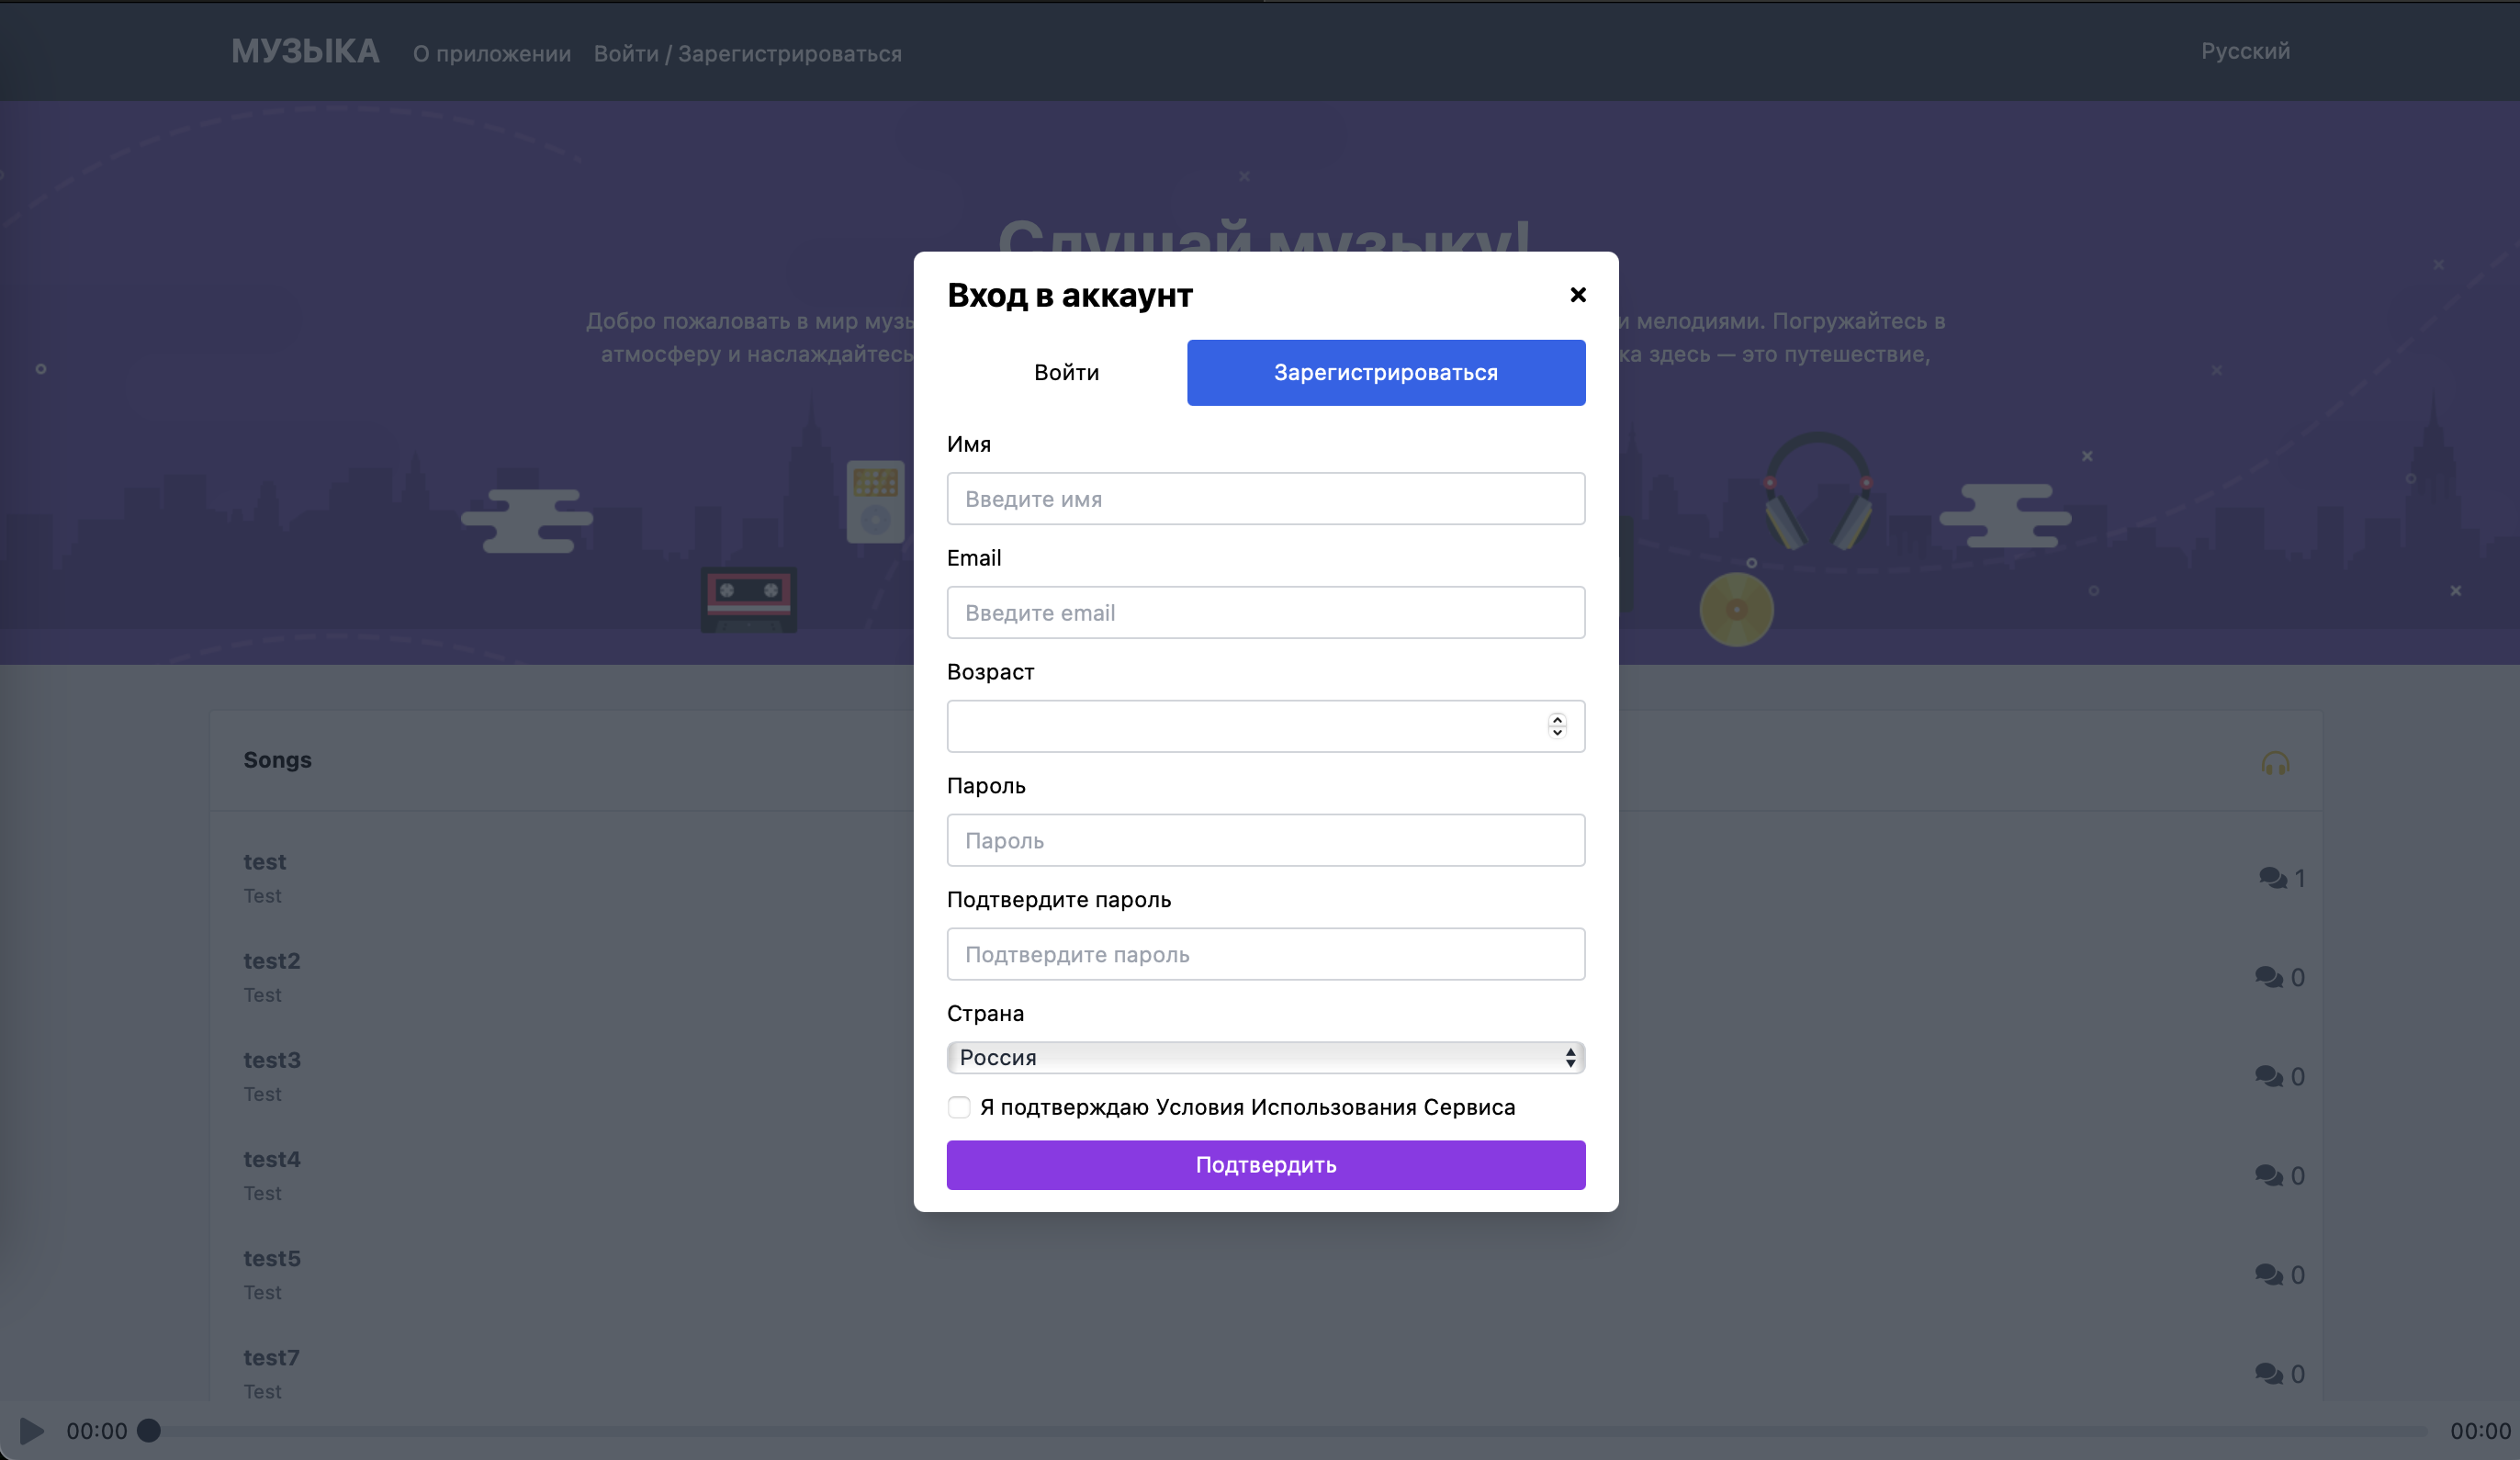 МУЗЫКА О приложении Войти / Зарегистрироваться Русский
Слушай музыку!
Добро пожаловать в мир музы и мелодиями. Погружайтесь в
атмосферу и наслаждайтесь ка здесь — это путешествие,
Вход в аккаунт
Войти Зарегистрироваться
Имя
Введите имя
Email
Введите email
Возраст
Пароль
Пароль
Подтвердите пароль
Подтвердите пароль
Страна
Россия
Я подтверждаю Условия Использования Сервиса
Подтвердить
Songs
test
Test
1
test2
Test
0
test3
Test
0
test4
Test
0
test5
Test
0
test7
Test
0
00:00 00:00